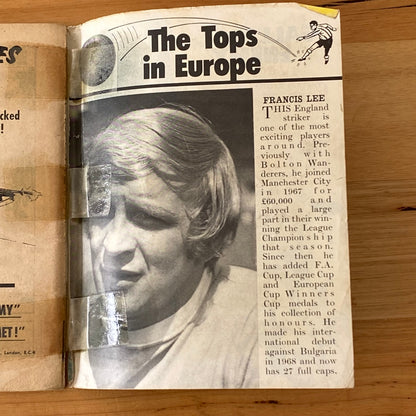 ES
cked
!
MY"
ET!"
London, E.C.4
The Tops
in Europe
FRANCIS LEE
THIS England
striker is
one of the most
exciting players
around. Pre-
viously with
Bolton Wan-
derers, he joined
Manchester City
in 1967 for
£60,000 and
played a large
part in their win-
ning the League
Championship
that season.
Since then he
has added F.A.
Cup, League Cup
and European
Cup Winners
Cup medals to
his collection of
honours. He
made his inter-
national debut
against Bulgaria
in 1968 and now
has 27 full caps.